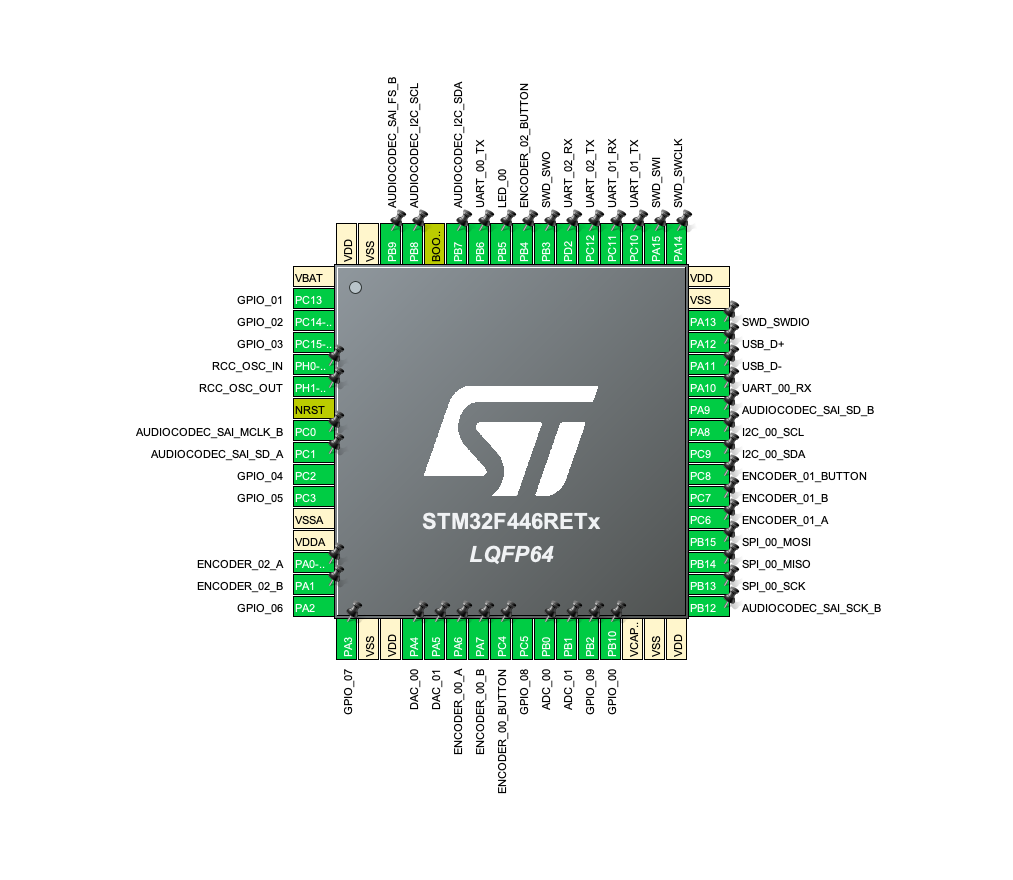 AUDIOCODEC_SAI_FS_B
AUDIOCODEC_I2C_SCL
AUDIOCODEC_I2C_SDA
UART_00_TX
LED_00
ENCODER_02_BUTTON
SWD_SWO
UART_02_RX
UART_02_TX
UART_01_RX
UART_01_TX
SWD_SWI
SWD_SWCLK
VDD
VSS
PB9
PB8
BOO..
PB7
PB6
PB5
PB4
PB3
PD2
PC12
PC11
PC10
PA15
PA14
VBAT
GPIO_01 PC13
GPIO_02 PC14-..
GPIO_03 PC15-..
RCC_OSC_IN PH0-..
RCC_OSC_OUT PH1-..
NRST
AUDIOCODEC_SAI_MCLK_B PC0
AUDIOCODEC_SAI_SD_A PC1
GPIO_04 PC2
GPIO_05 PC3
VSSA
VDDA
ENCODER_02_A PA0-..
ENCODER_02_B PA1
GPIO_06 PA2
ST
STM32F446RETx
LQFP64
VDD
VSS
PA13 SWD_SWDIO
PA12 USB_D+
PA11 USB_D-
PA10 UART_00_RX
PA9 AUDIOCODEC_SAI_SD_B
PA8 I2C_00_SCL
PC9 I2C_00_SDA
PC8 ENCODER_01_BUTTON
PC7 ENCODER_01_B
PC6 ENCODER_01_A
PB15 SPI_00_MOSI
PB14 SPI_00_MISO
PB13 SPI_00_SCK
PB12 AUDIOCODEC_SAI_SCK_B
PA3
VSS
VDD
PA4
PA5
PA6
PA7
PC4
PC5
PB0
PB1
PB2
PB10
VCAP..
VSS
VDD
GPIO_07
DAC_00
DAC_01
ENCODER_00_A
ENCODER_00_B
ENCODER_00_BUTTON
GPIO_08
ADC_00
ADC_01
GPIO_09
GPIO_00